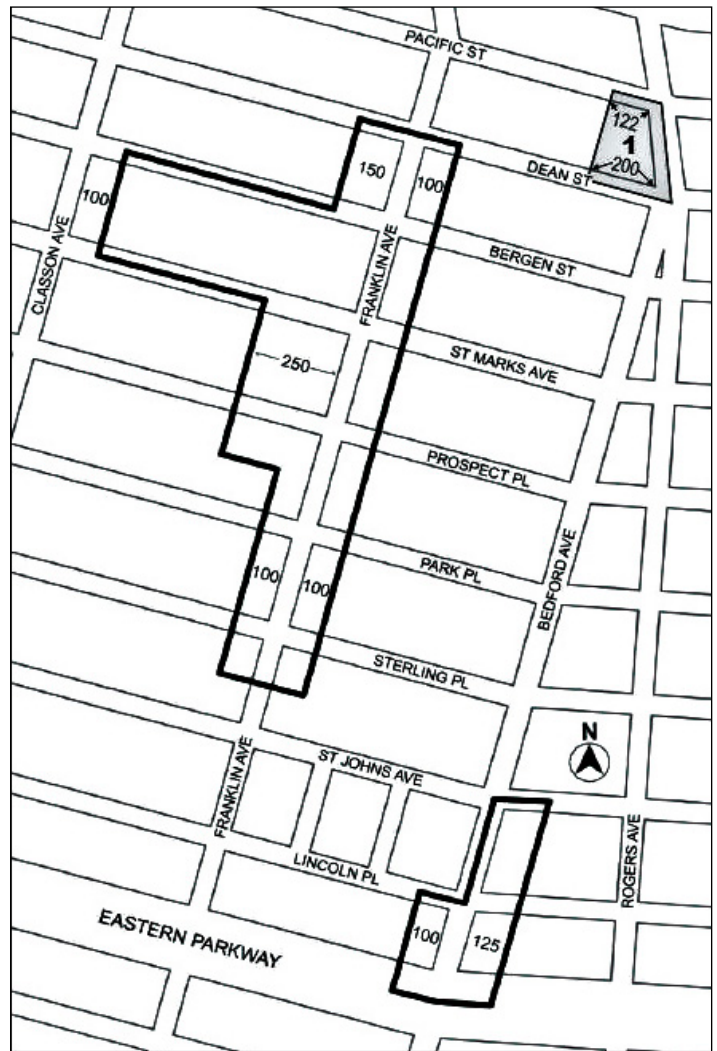 PACIFIC ST
122
1
200
DEAN ST
150
100
100
BERGEN ST
CLASSON AVE
FRANKLIN AVE
ST MARKS AVE
250
PROSPECT PL
PARK PL
BEDFORD AVE
100
100
STERLING PL
N
ST JOHNS AVE
FRANKLIN AVE
ROGERS AVE
LINCOLN PL
EASTERN PARKWAY
100
125